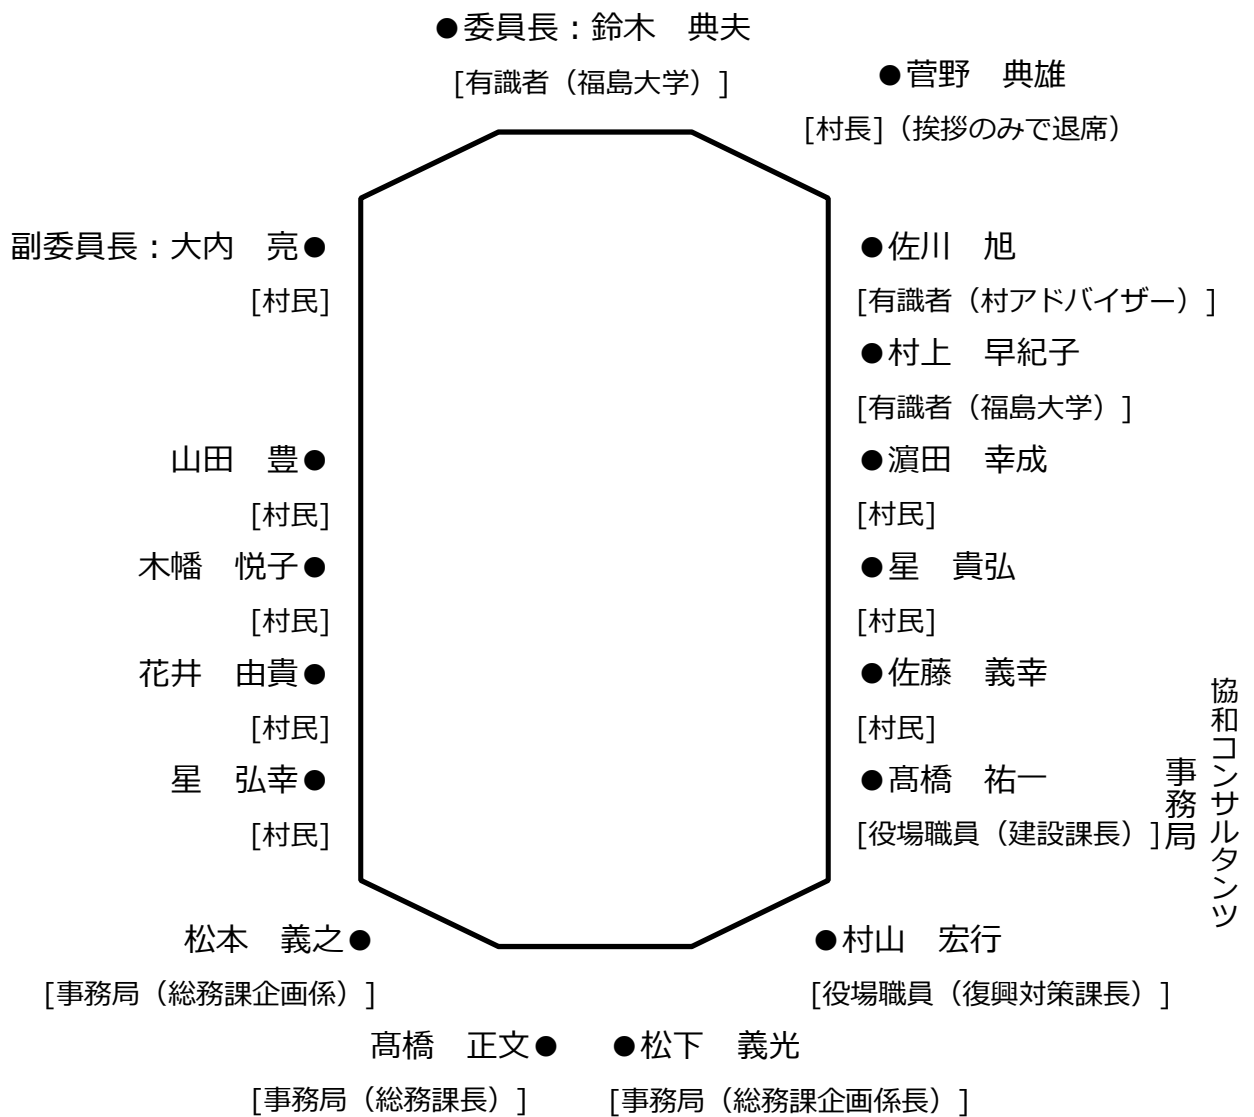 ●委員長：鈴木　典夫
[有識者（福島大学）]
●菅野　典雄
[村長]（挨拶のみで退席）
副委員長：大内　亮●
[村民]
●佐川　旭
[有識者（村アドバイザー）]
●村上　早紀子
[有識者（福島大学）]
山田　豊●
[村民]
●濵田　幸成
[村民]
木幡　悦子●
[村民]
●星　貴弘
[村民]
花井　由貴●
[村民]
●佐藤　義幸
[村民]
星　弘幸●
[村民]
●髙橋　祐一
[役場職員（建設課長）]
事務局
協和コンサルタンツ
松本　義之●
[事務局（総務課企画係）]
●村山　宏行
[役場職員（復興対策課長）]
髙橋　正文●
[事務局（総務課長）]
●松下　義光
[事務局（総務課企画係長）]